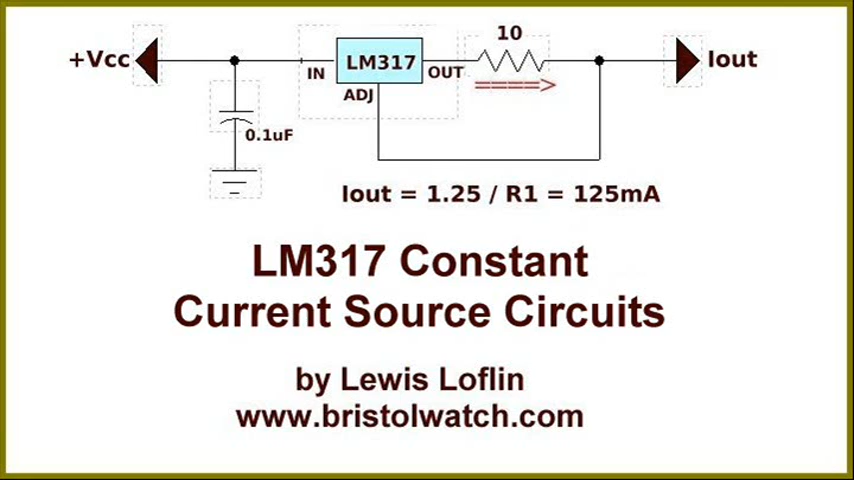 10
+Vcc
LM317
Iout
IN
OUT
ADJ
====>
0.1uF
Iout = 1.25 / R1 = 125mA
LM317 Constant
Current Source Circuits
by Lewis Loflin
www.bristolwatch.com